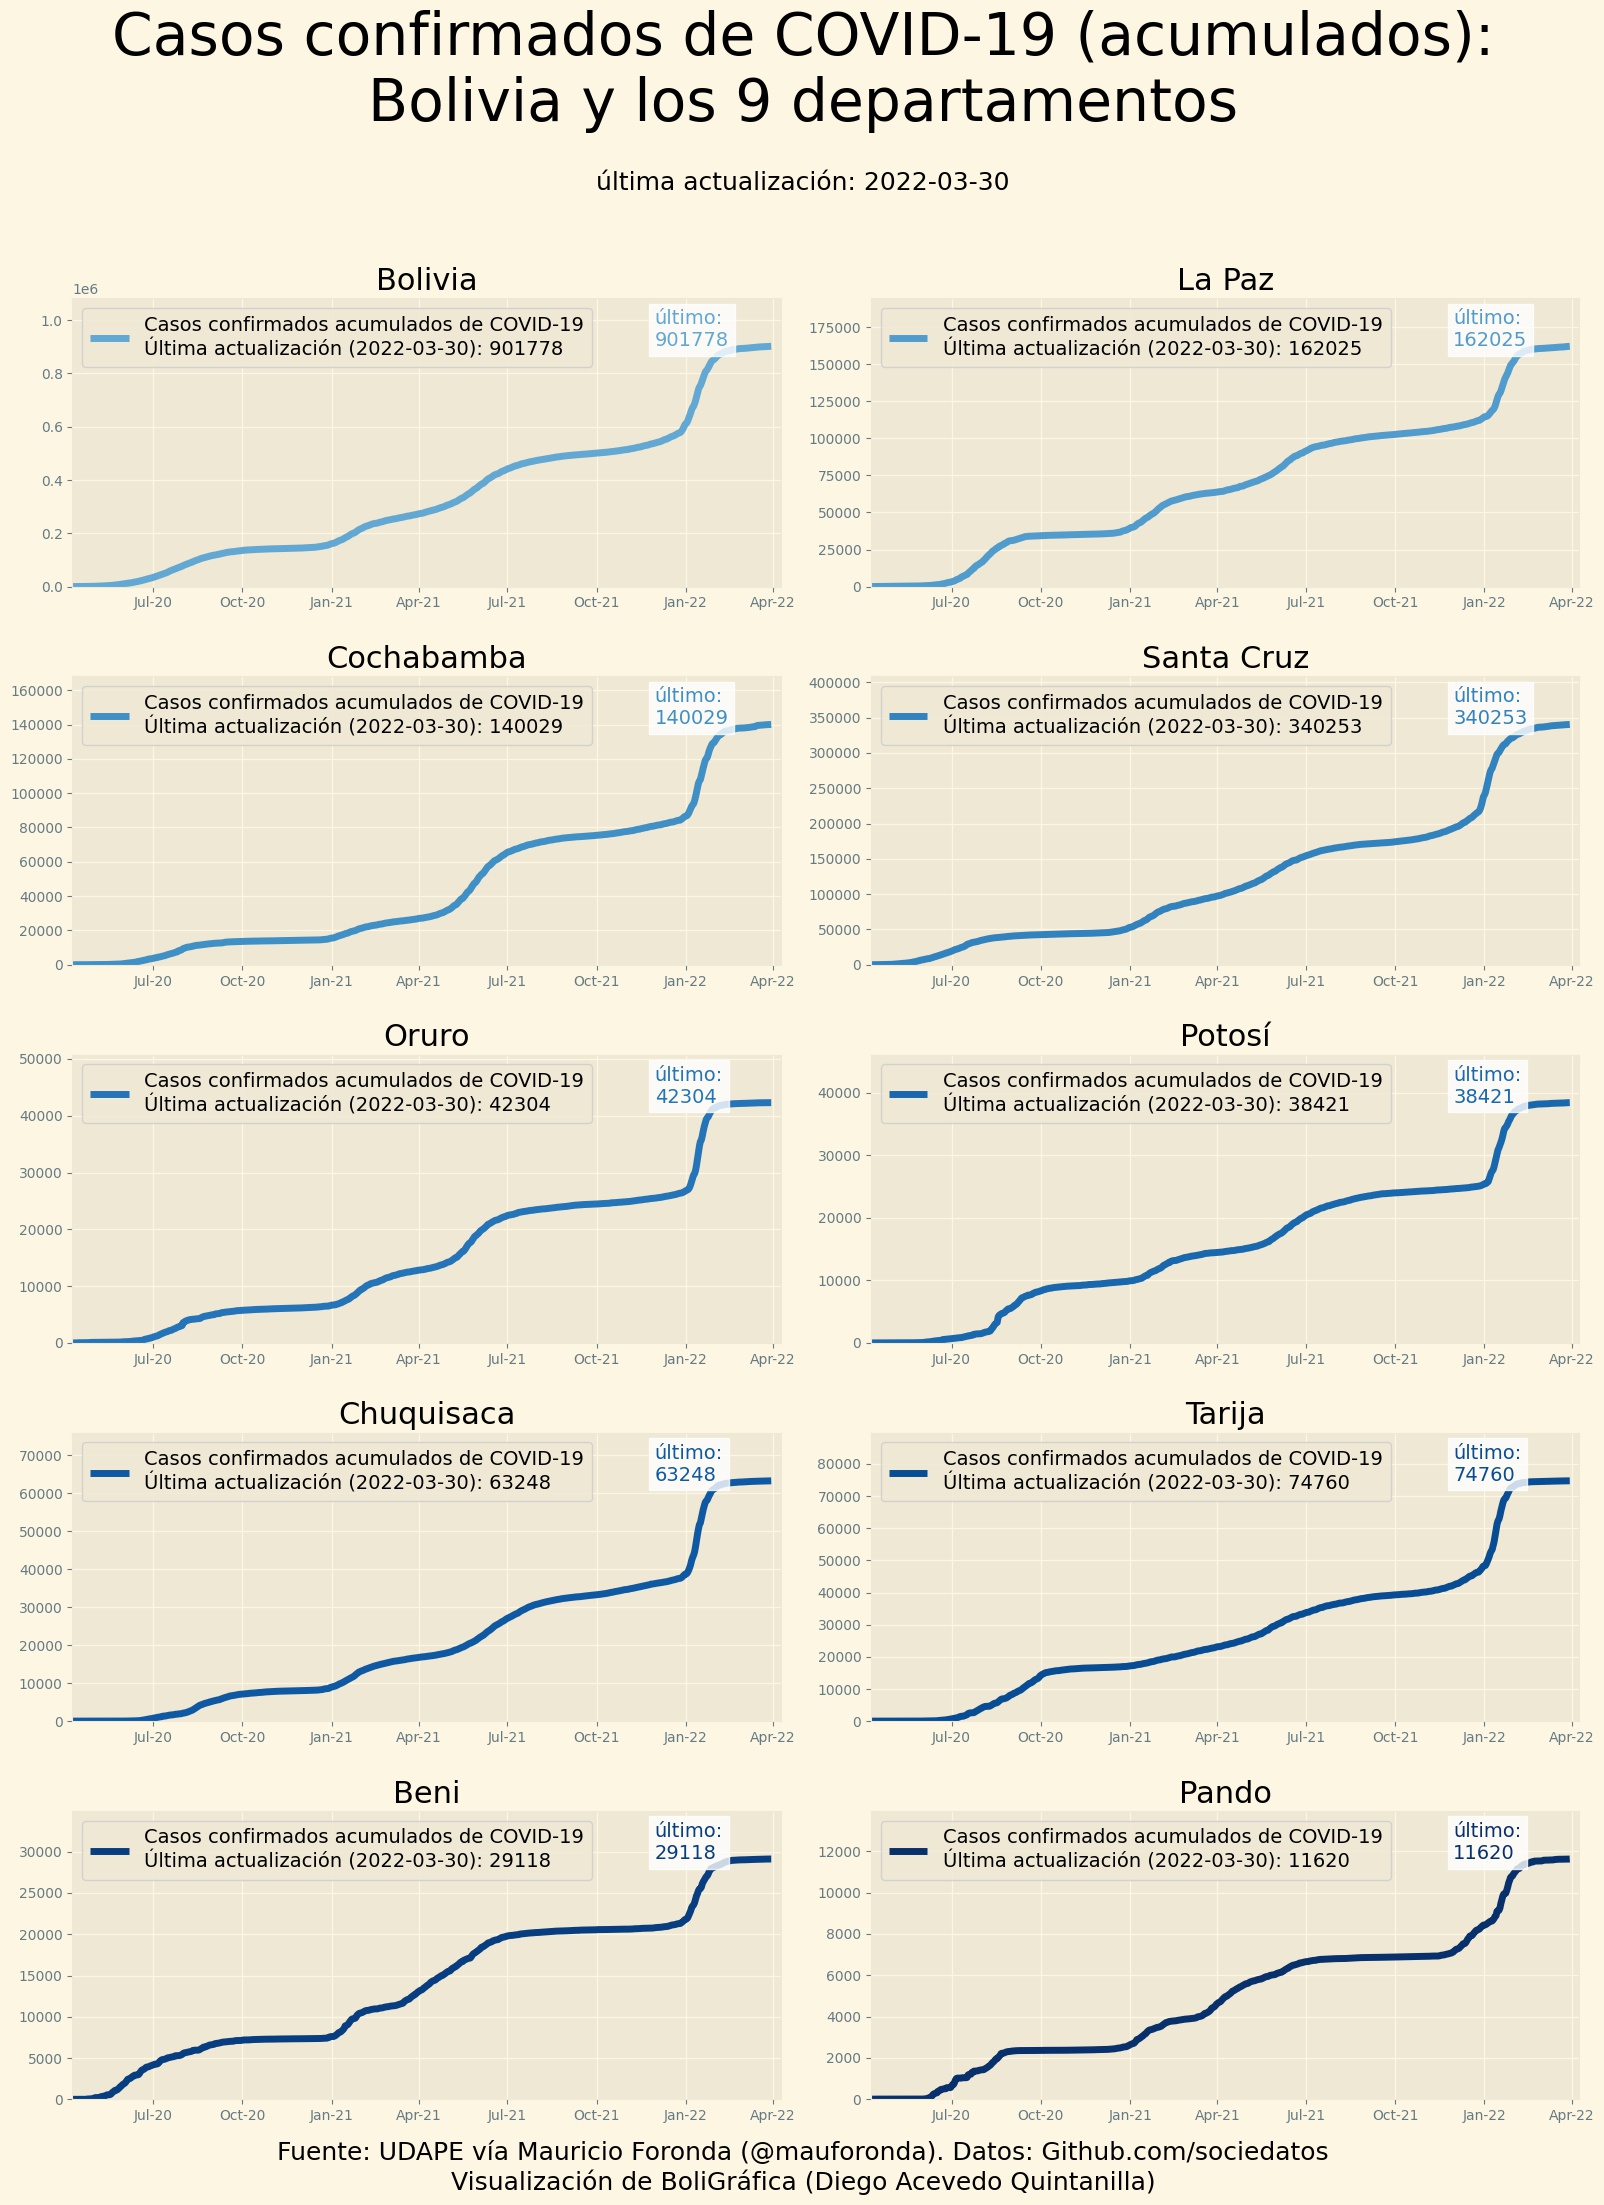 Casos confirmados de COVID-19 (acumulados):
Bolivia y los 9 departamentos
última actualización: 2022-03-30
Bolivia
1e6
Casos confirmados acumulados de COVID-19
Última actualización (2022-03-30): 901778
último:
901778
1.0
0.8
0.6
0.4
0.2
0.0
Jul-20 Oct-20 Jan-21 Apr-21 Jul-21 Oct-21 Jan-22 Apr-22
La Paz
Casos confirmados acumulados de COVID-19
Última actualización (2022-03-30): 162025
último:
162025
175000
150000
125000
100000
75000
50000
25000
0
Jul-20 Oct-20 Jan-21 Apr-21 Jul-21 Oct-21 Jan-22 Apr-22
Cochabamba
Casos confirmados acumulados de COVID-19
Última actualización (2022-03-30): 140029
último:
140029
160000
140000
120000
100000
80000
60000
40000
20000
0
Jul-20 Oct-20 Jan-21 Apr-21 Jul-21 Oct-21 Jan-22 Apr-22
Santa Cruz
Casos confirmados acumulados de COVID-19
Última actualización (2022-03-30): 340253
último:
340253
400000
350000
300000
250000
200000
150000
100000
50000
0
Jul-20 Oct-20 Jan-21 Apr-21 Jul-21 Oct-21 Jan-22 Apr-22
Oruro
Casos confirmados acumulados de COVID-19
Última actualización (2022-03-30): 42304
último:
42304
50000
40000
30000
20000
10000
0
Jul-20 Oct-20 Jan-21 Apr-21 Jul-21 Oct-21 Jan-22 Apr-22
Potosí
Casos confirmados acumulados de COVID-19
Última actualización (2022-03-30): 38421
último:
38421
40000
30000
20000
10000
0
Jul-20 Oct-20 Jan-21 Apr-21 Jul-21 Oct-21 Jan-22 Apr-22
Chuquisaca
Casos confirmados acumulados de COVID-19
Última actualización (2022-03-30): 63248
último:
63248
70000
60000
50000
40000
30000
20000
10000
0
Jul-20 Oct-20 Jan-21 Apr-21 Jul-21 Oct-21 Jan-22 Apr-22
Tarija
Casos confirmados acumulados de COVID-19
Última actualización (2022-03-30): 74760
último:
74760
80000
70000
60000
50000
40000
30000
20000
10000
0
Jul-20 Oct-20 Jan-21 Apr-21 Jul-21 Oct-21 Jan-22 Apr-22
Beni
Casos confirmados acumulados de COVID-19
Última actualización (2022-03-30): 29118
último:
29118
30000
25000
20000
15000
10000
5000
0
Jul-20 Oct-20 Jan-21 Apr-21 Jul-21 Oct-21 Jan-22 Apr-22
Pando
Casos confirmados acumulados de COVID-19
Última actualización (2022-03-30): 11620
último:
11620
12000
10000
8000
6000
4000
2000
0
Jul-20 Oct-20 Jan-21 Apr-21 Jul-21 Oct-21 Jan-22 Apr-22
Fuente: UDAPE vía Mauricio Foronda (@mauforonda). Datos: Github.com/sociedatos
Visualización de BoliGráfica (Diego Acevedo Quintanilla)